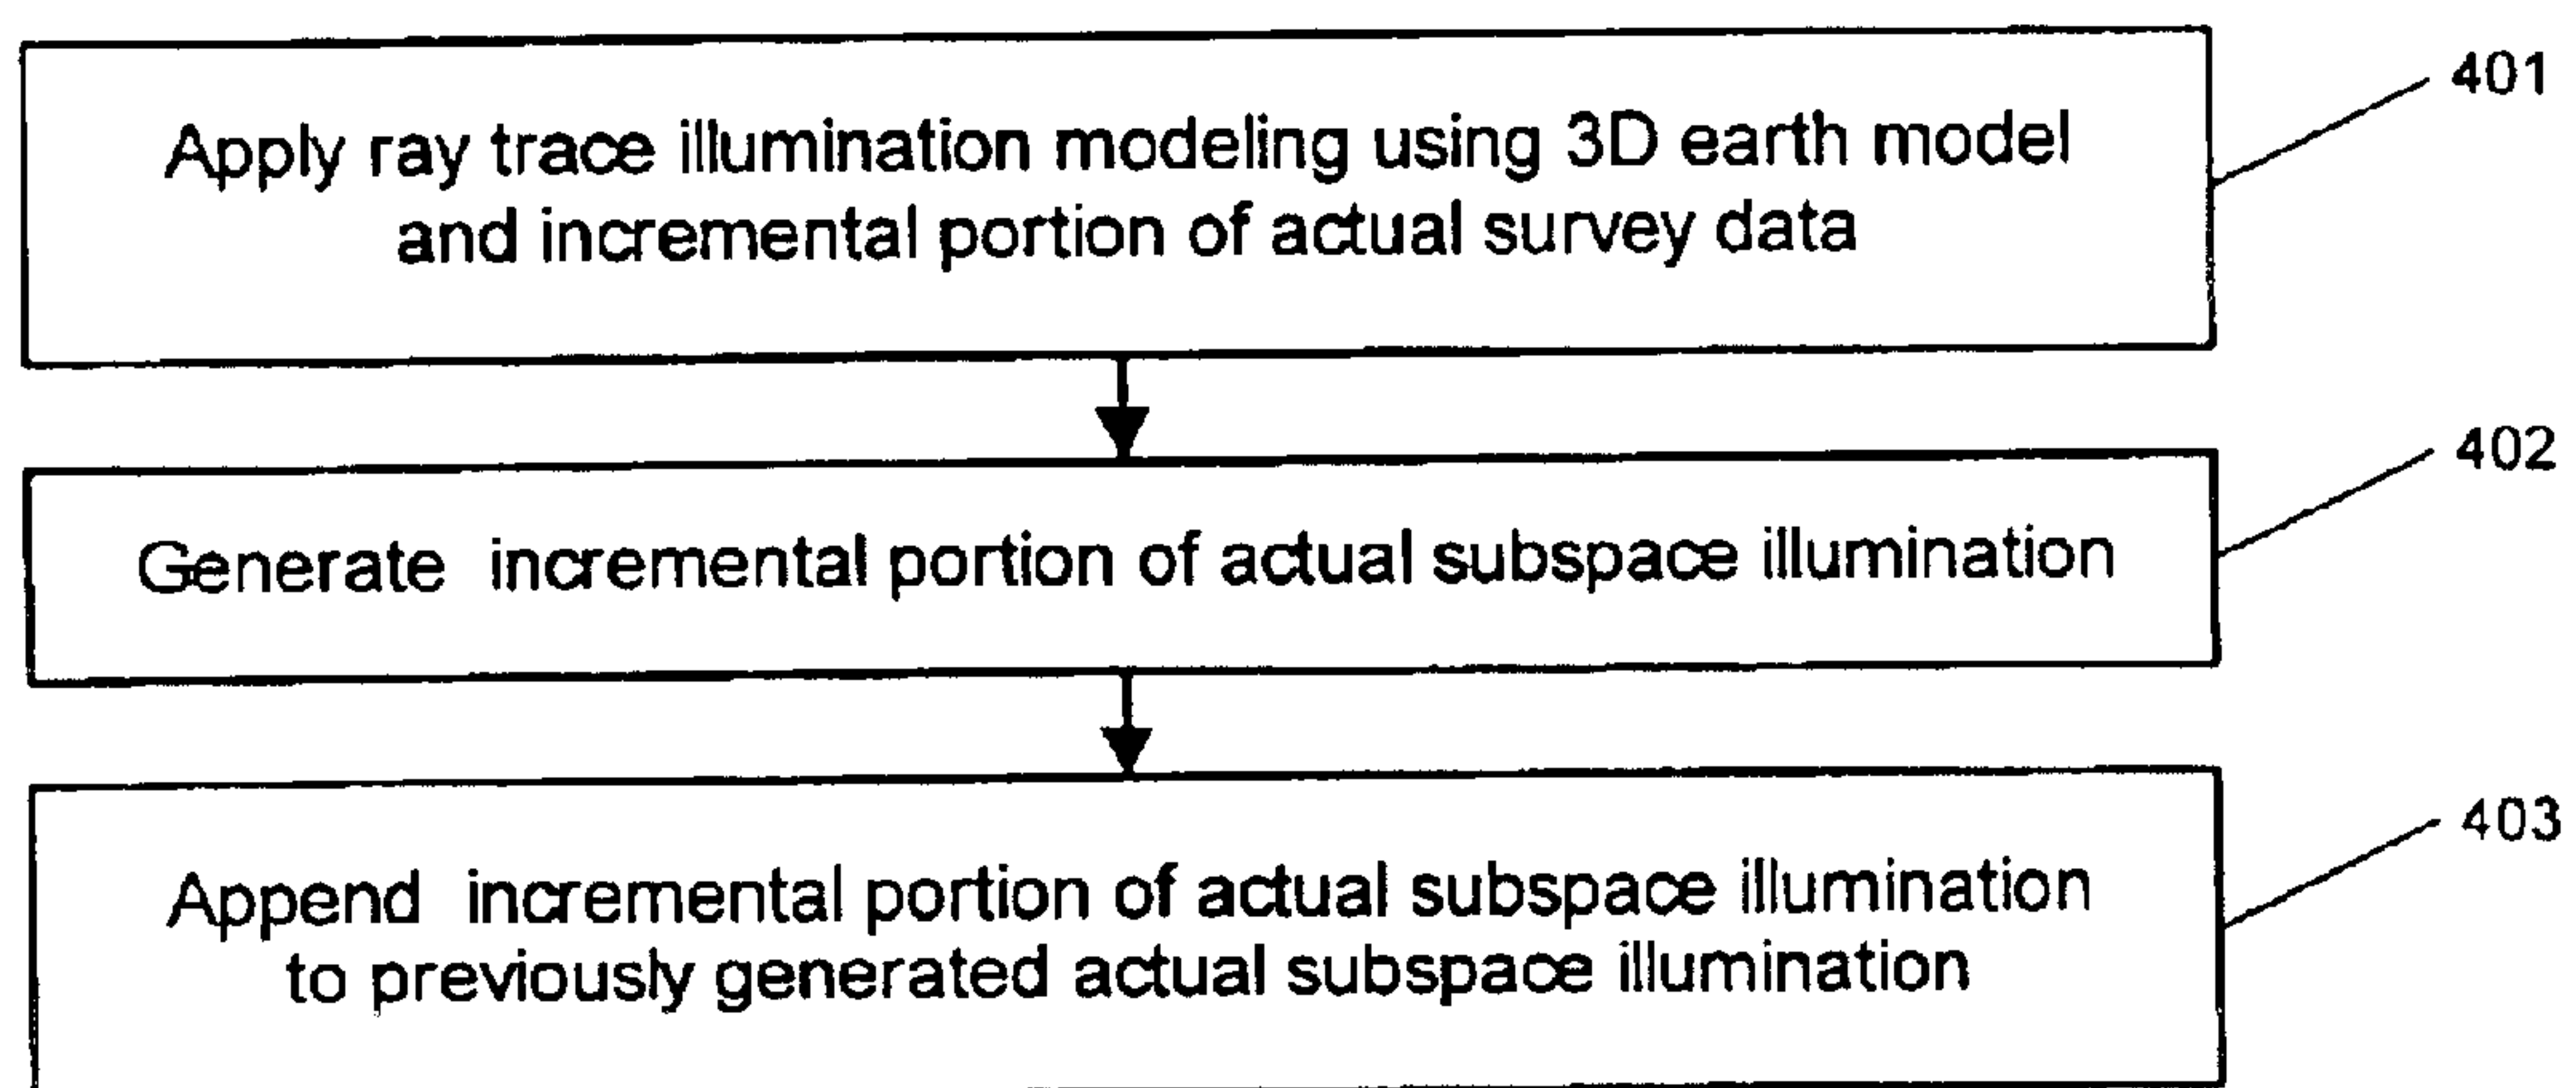 Apply ray trace illumination modeling using 3D earth model
and incremental portion of actual survey data
401
Generate incremental portion of actual subspace illumination
402
Append incremental portion of actual subspace illumination
to previously generated actual subspace illumination
403